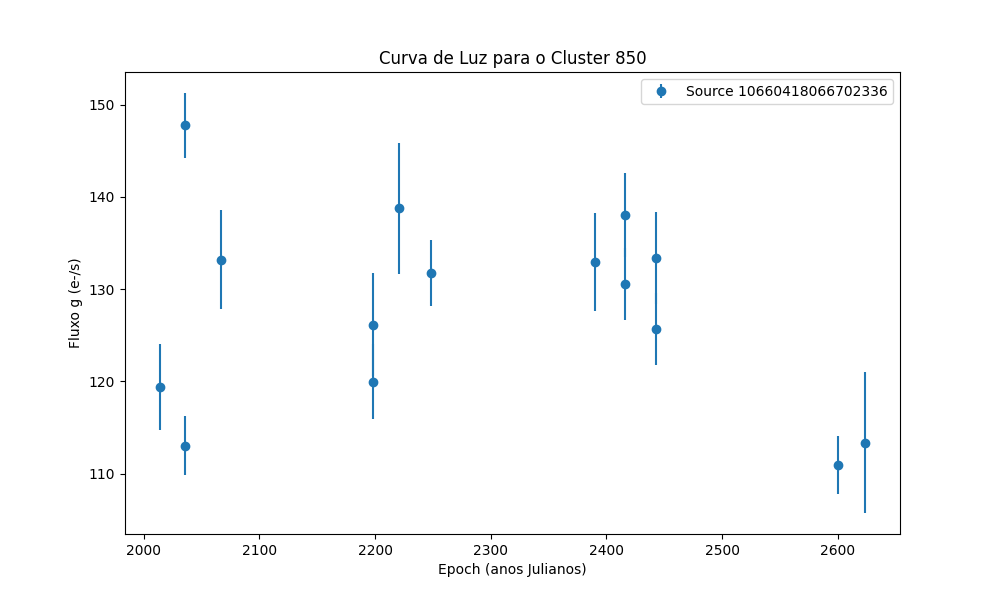 Curva de Luz para o Cluster 850
Source 10660418066702336
Fluxo g (e-/s)
150
140
130
120
110
2000 2100 2200 2300 2400 2500 2600
Epoch (anos Julianos)